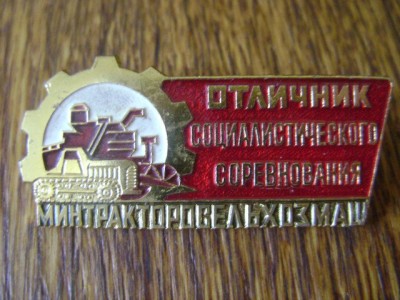 ОТЛИЧНИК
СОЦИАЛИСТИЧЕСКОГО
СОРЕВНОВАНИЯ
МИНТРАКТОРОСЕЛЬХОЗМАШ